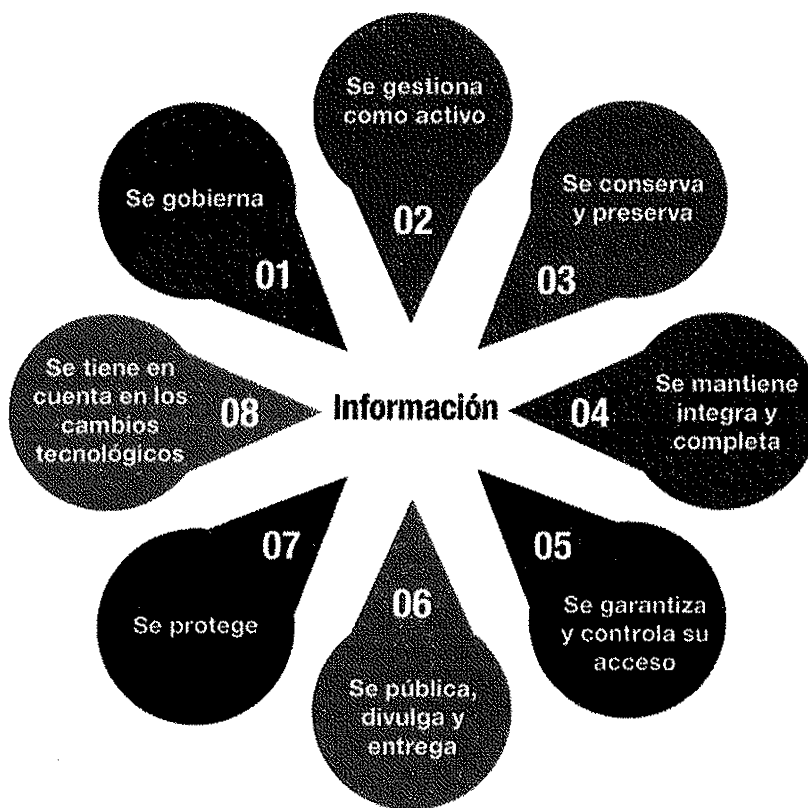 Se gobierna
01
Se gestiona
como activo
02
Se conserva
y preserva
03
Se mantiene
integra y
completa
04
Se garantiza
y controla su
acceso
05
Se pública,
divulga y
entrega
06
Se protege
07
Se tiene en
cuenta en los
cambios
tecnológicos
08
Información